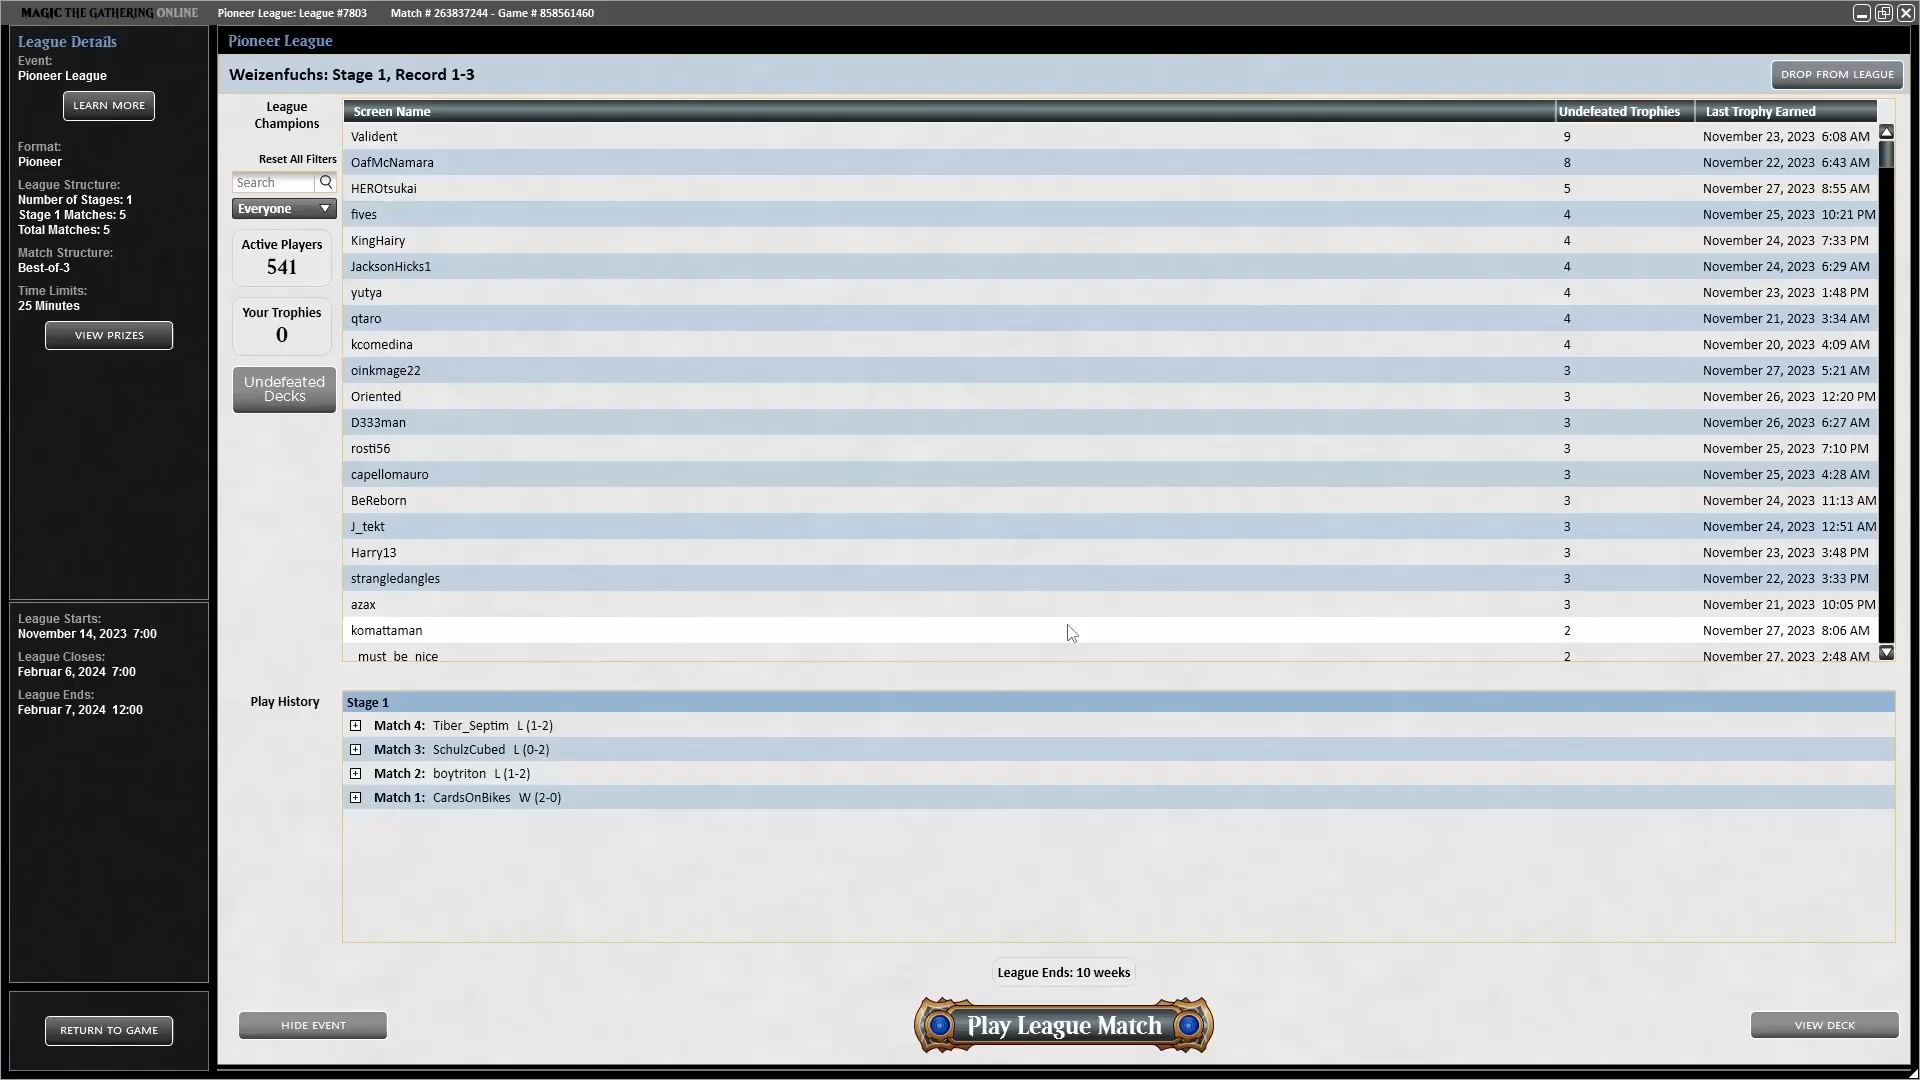 MAGIC THE GATHERING ONLINE Pioneer League: League #7803 Match # 263837244 - Game # 858561460
League Details
Event:
Pioneer League
LEARN MORE
Format:
Pioneer
League Structure:
Number of Stages: 1
Stage 1 Matches: 5
Total Matches: 5
Match Structure:
Best-of-3
Time Limits:
25 Minutes
VIEW PRIZES
League Starts:
November 14, 2023 7:00
League Closes:
Februar 6, 2024 7:00
League Ends:
Februar 7, 2024 12:00
RETURN TO GAME
Pioneer League
Weizenfuchs: Stage 1, Record 1-3
DROP FROM LEAGUE
League
Champions
Reset All Filters
Search
Everyone
Active Players
541
Your Trophies
0
Undefeated
Decks
Screen Name Undefeated Trophies Last Trophy Earned
Valident 9 November 23, 2023 6:08 AM
OafMcNamara 8 November 22, 2023 6:43 AM
HEROtsukai 5 November 27, 2023 8:55 AM
fives 4 November 25, 2023 10:21 PM
KingHairy 4 November 24, 2023 7:33 PM
JacksonHicks1 4 November 24, 2023 6:29 AM
yutya 4 November 23, 2023 1:48 PM
qtaro 4 November 21, 2023 3:34 AM
kcomedina 4 November 20, 2023 4:09 AM
oinkmage22 3 November 27, 2023 5:21 AM
Oriented 3 November 26, 2023 12:20 PM
D333man 3 November 26, 2023 6:27 AM
rosti56 3 November 25, 2023 7:10 PM
capellomauro 3 November 25, 2023 4:28 AM
BeReborn 3 November 24, 2023 11:13 AM
J_tekt 3 November 24, 2023 12:51 AM
Harry13 3 November 23, 2023 3:48 PM
strangledangles 3 November 22, 2023 3:33 PM
azax 3 November 21, 2023 10:05 PM
komattaman 2 November 27, 2023 8:06 AM
_must_be_nice_ 2 November 27, 2023 2:48 AM
Play History
Stage 1
Match 4: Tiber_Septim L (1-2)
Match 3: SchulzCubed L (0-2)
Match 2: boytriton L (1-2)
Match 1: CardsOnBikes W (2-0)
League Ends: 10 weeks
HIDE EVENT
Play League Match
VIEW DECK